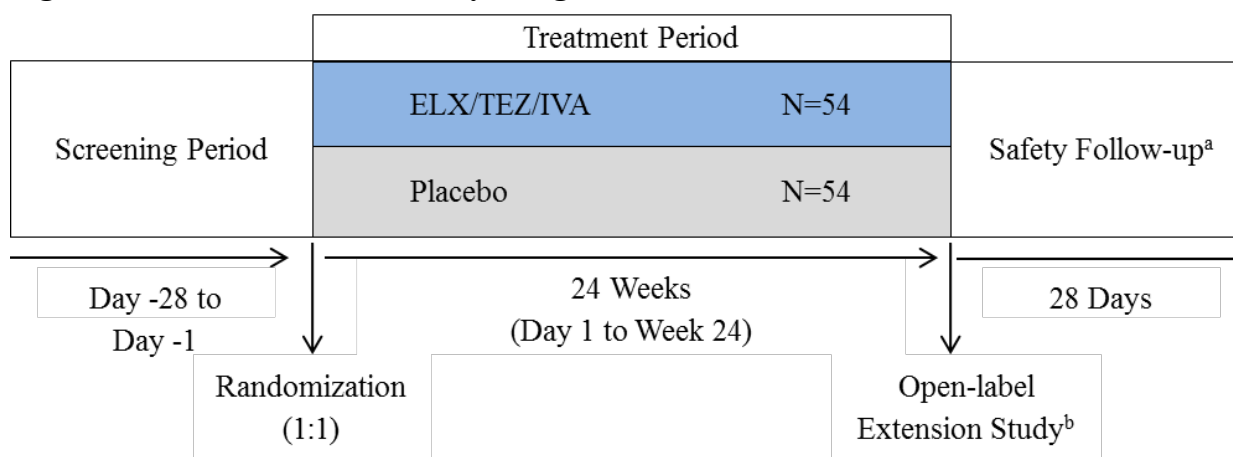 Treatment Period
ELX/TEZ/IVA N=54
Screening Period
Safety Follow-upᵃ
Placebo N=54
Day -28 to
Day -1
24 Weeks
(Day 1 to Week 24)
28 Days
Randomization
(1:1)
Open-label
Extension Studyᵇ